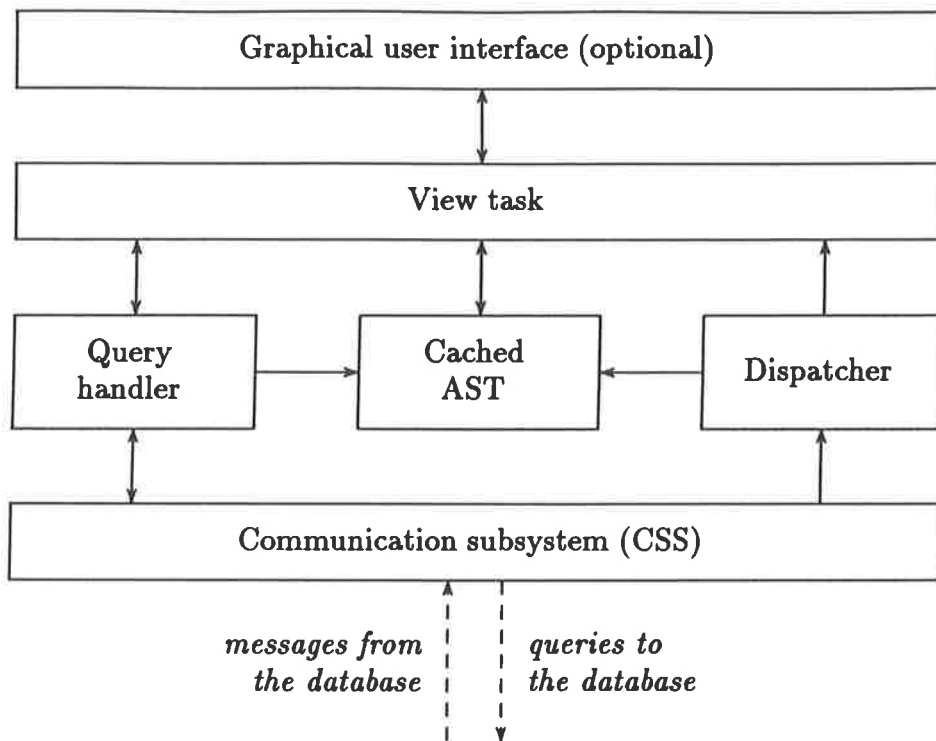 Graphical user interface (optional)
View task
Query
handler
Cached
AST
Dispatcher
Communication subsystem (CSS)
messages from
the database
queries to
the database